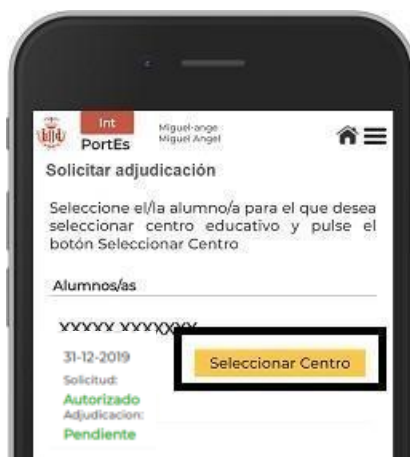 Int
PortEs
Miguel-ange
Miguel Angel
Solicitar adjudicación
Seleccione el/la alumno/a para el que desea
seleccionar centro educativo y pulse el
botón Seleccionar Centro
Alumnos/as
XXXXX XXXXXXX
31-12-2019
Seleccionar Centro
Solicitud:
Autorizado
Adjudicacion:
Pendiente